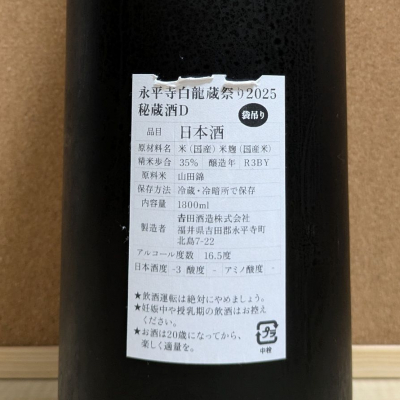 永平寺白龍蔵祭り2025
秘蔵酒D 袋吊り
品目 日本酒
原材料名 米(国産)米麹(国産米)
精米歩合 35% 醸造年 R3BY
原料米 山田錦
保存方法 冷蔵・冷暗所で保存
内容量 1800ml
製造者 吉田酒造株式会社
福井県吉田郡永平寺町
北島7-22
アルコール度数 16.5度
日本酒度 -3 酸度 - アミノ酸度 -
★飲酒運転は絶対にやめましょう。
★妊娠中や授乳期の飲酒はお控え
ください。
★お酒は20歳になってから、
楽しく適量を。
プラ
中栓